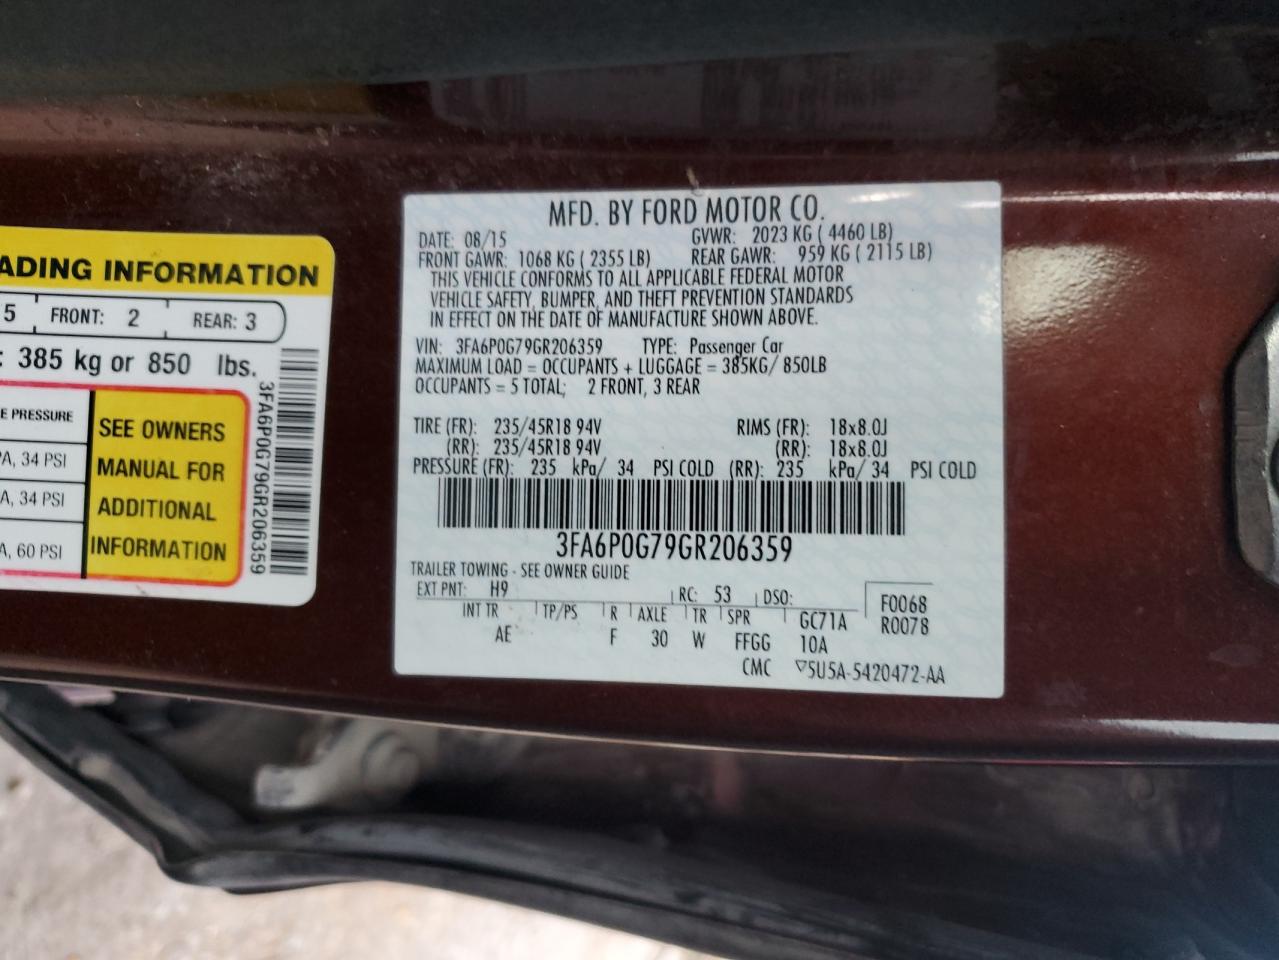 ADING INFORMATION
5 FRONT: 2 REAR: 3
: 385 kg or 850 lbs.
E PRESSURE
PA, 34 PSI
A, 34 PSI
A, 60 PSI
SEE OWNERS
MANUAL FOR
ADDITIONAL
INFORMATION
3FA6P0G79GR206359
MFD. BY FORD MOTOR CO.
DATE: 08/15 GVWR: 2023 KG ( 4460 LB)
FRONT GAWR: 1068 KG ( 2355 LB) REAR GAWR: 959 KG ( 2115 LB)
THIS VEHICLE CONFORMS TO ALL APPLICABLE FEDERAL MOTOR
VEHICLE SAFETY, BUMPER, AND THEFT PREVENTION STANDARDS
IN EFFECT ON THE DATE OF MANUFACTURE SHOWN ABOVE.
VIN: 3FA6P0G79GR206359 TYPE: Passenger Car
MAXIMUM LOAD = OCCUPANTS + LUGGAGE = 385KG/ 850LB
OCCUPANTS = 5 TOTAL; 2 FRONT, 3 REAR
TIRE (FR): 235/45R18 94V RIMS (FR): 18x8.0J
(RR): 235/45R18 94V (RR): 18x8.0J
PRESSURE (FR): 235 kPa/ 34 PSI COLD (RR): 235 kPa/ 34 PSI COLD
3FA6P0G79GR206359
TRAILER TOWING - SEE OWNER GUIDE
EXT PNT: H9 RC: 53 DSO: F0068
INT TR TP/PS R AXLE TR SPR GC71A R0078
AE F 30 W FFGG 10A
CMC ▽5U5A-5420472-AA